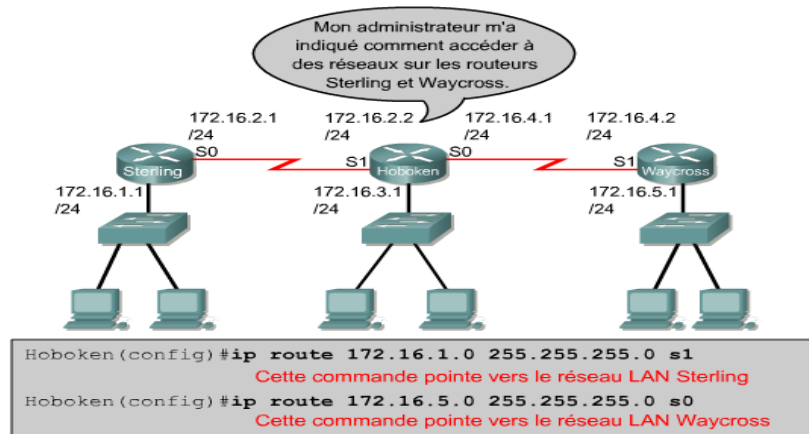 Mon administrateur m'a
indiqué comment accéder à
des réseaux sur les routeurs
Sterling et Waycross.
172.16.2.1
/24
172.16.2.2
/24
172.16.4.1
/24
172.16.4.2
/24
S0
S1
S0
S1
Sterling
Hoboken
Waycross
172.16.1.1
/24
172.16.3.1
/24
172.16.5.1
/24
Hoboken(config)#ip route 172.16.1.0 255.255.255.0 s1
Cette commande pointe vers le réseau LAN Sterling
Hoboken(config)#ip route 172.16.5.0 255.255.255.0 s0
Cette commande pointe vers le réseau LAN Waycross